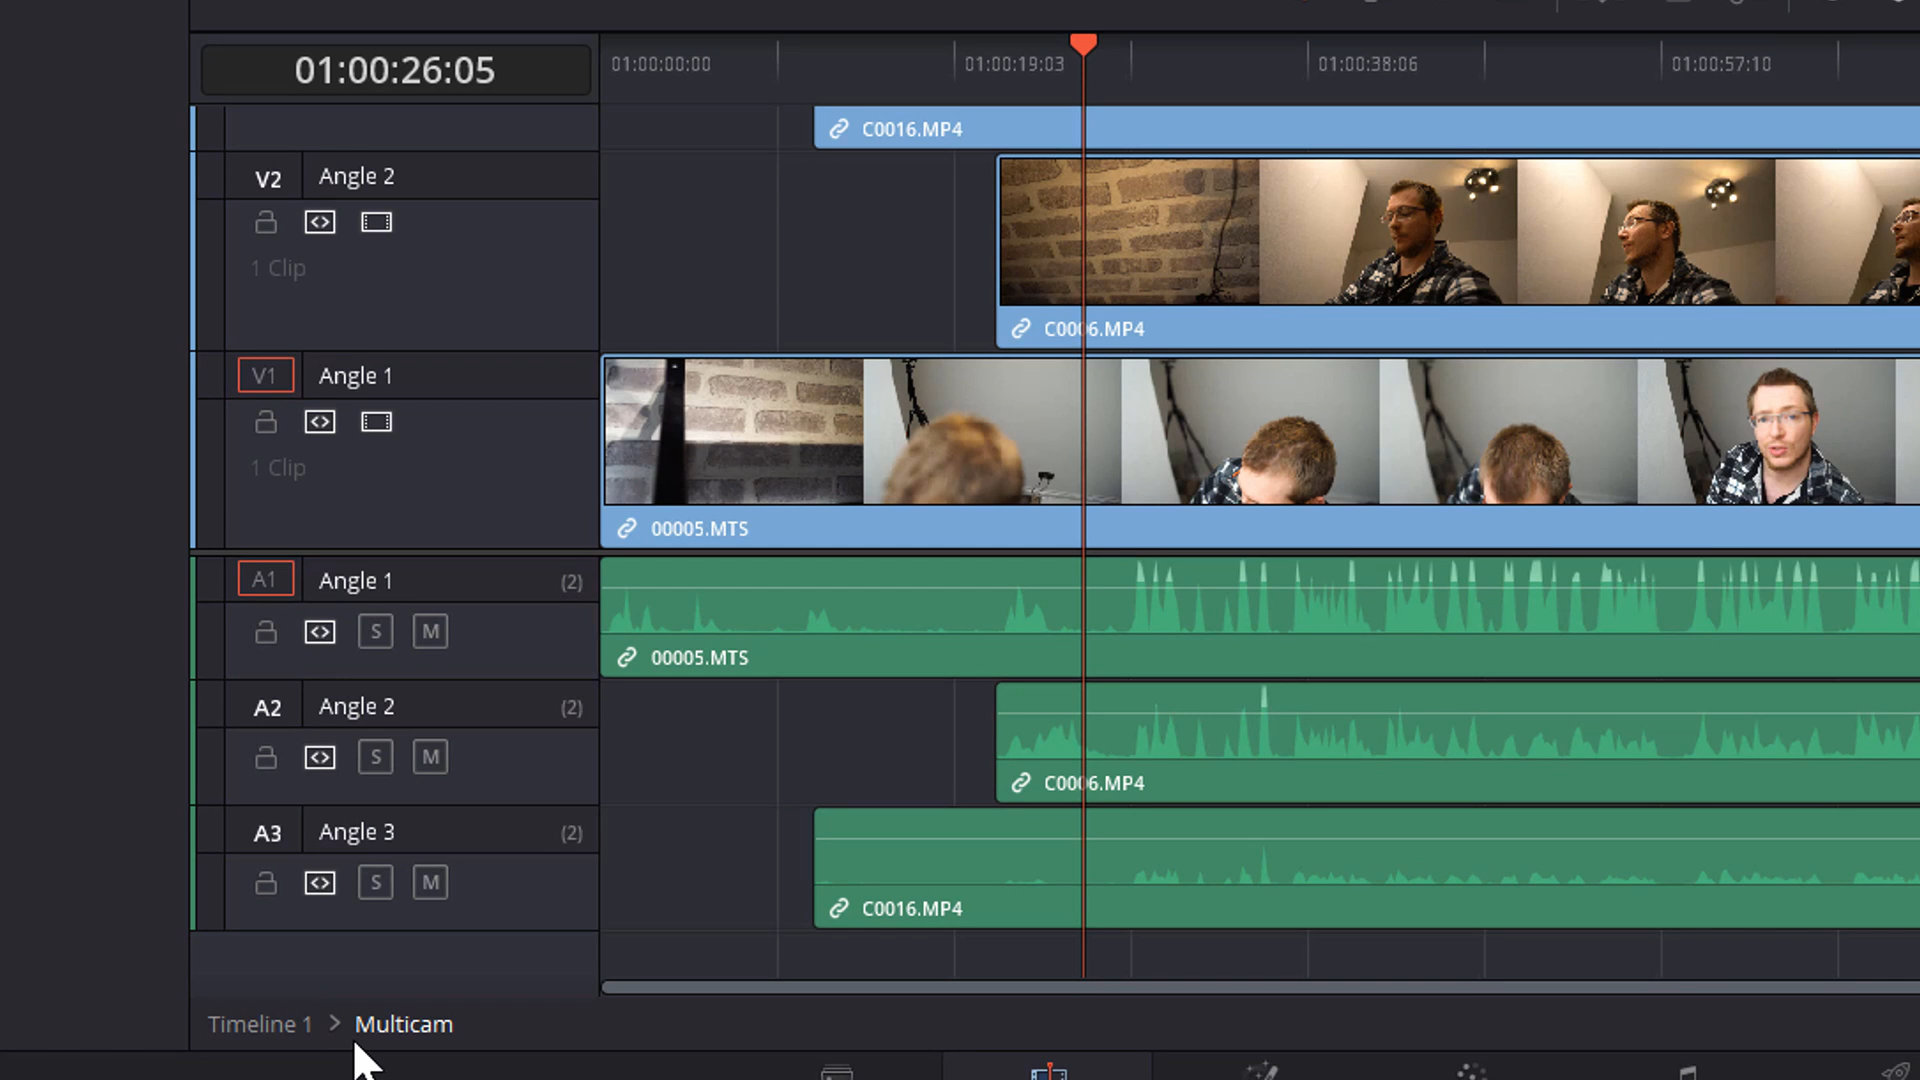 01:00:26:05
01:00:00:00 01:00:19:03 01:00:38:06 01:00:57:10
C0016.MP4
V2 Angle 2
1 Clip
C0006.MP4
V1 Angle 1
1 Clip
00005.MTS
A1 Angle 1 (2)
S M
00005.MTS
A2 Angle 2 (2)
S M
C0006.MP4
A3 Angle 3 (2)
S M
C0016.MP4
Timeline 1 > Multicam